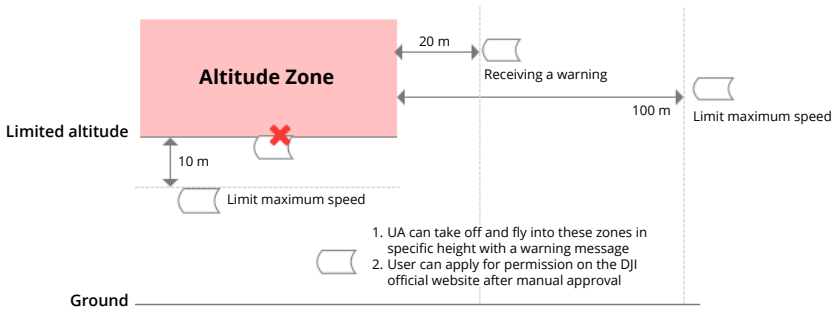 20 m
Altitude Zone
Receiving a warning
100 m
Limit maximum speed
Limited altitude
10 m
Limit maximum speed
1. UA can take off and fly into these zones in
specific height with a warning message
2. User can apply for permission on the DJI
official website after manual approval
Ground